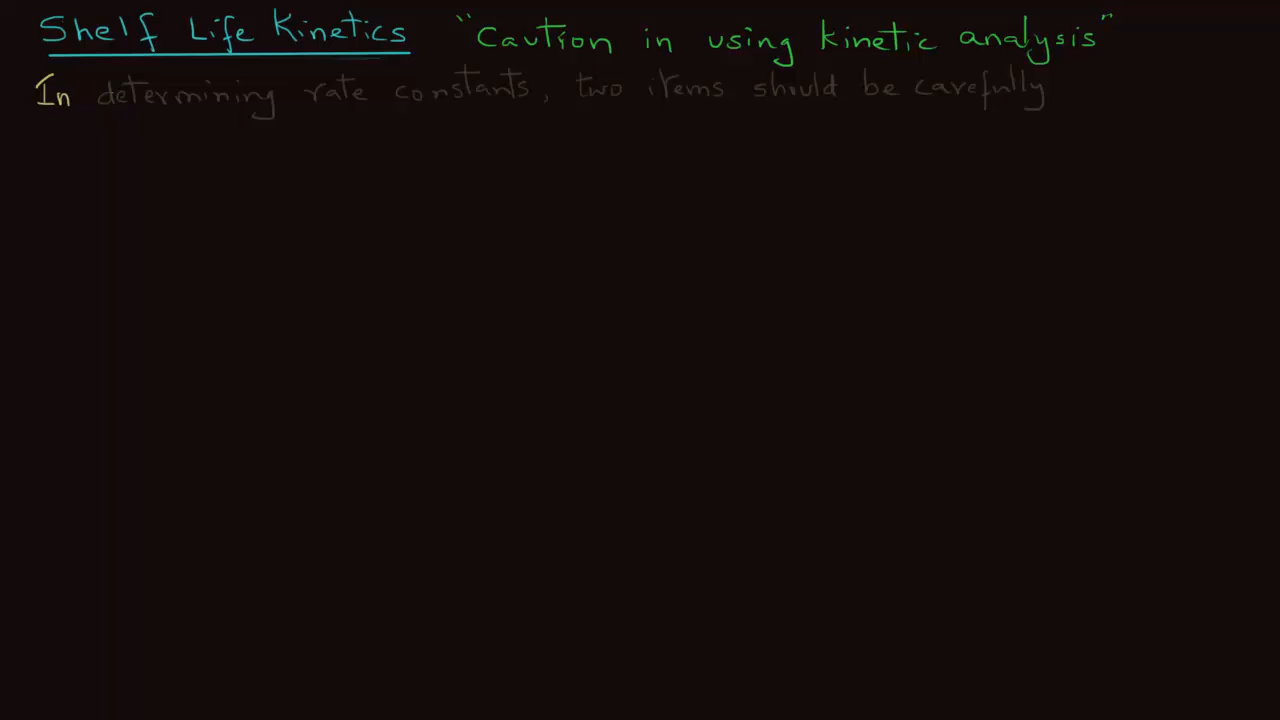 Shelf Life Kinetics "Caution in using kinetic analysis"
In determining rate constants, two items should be carefully